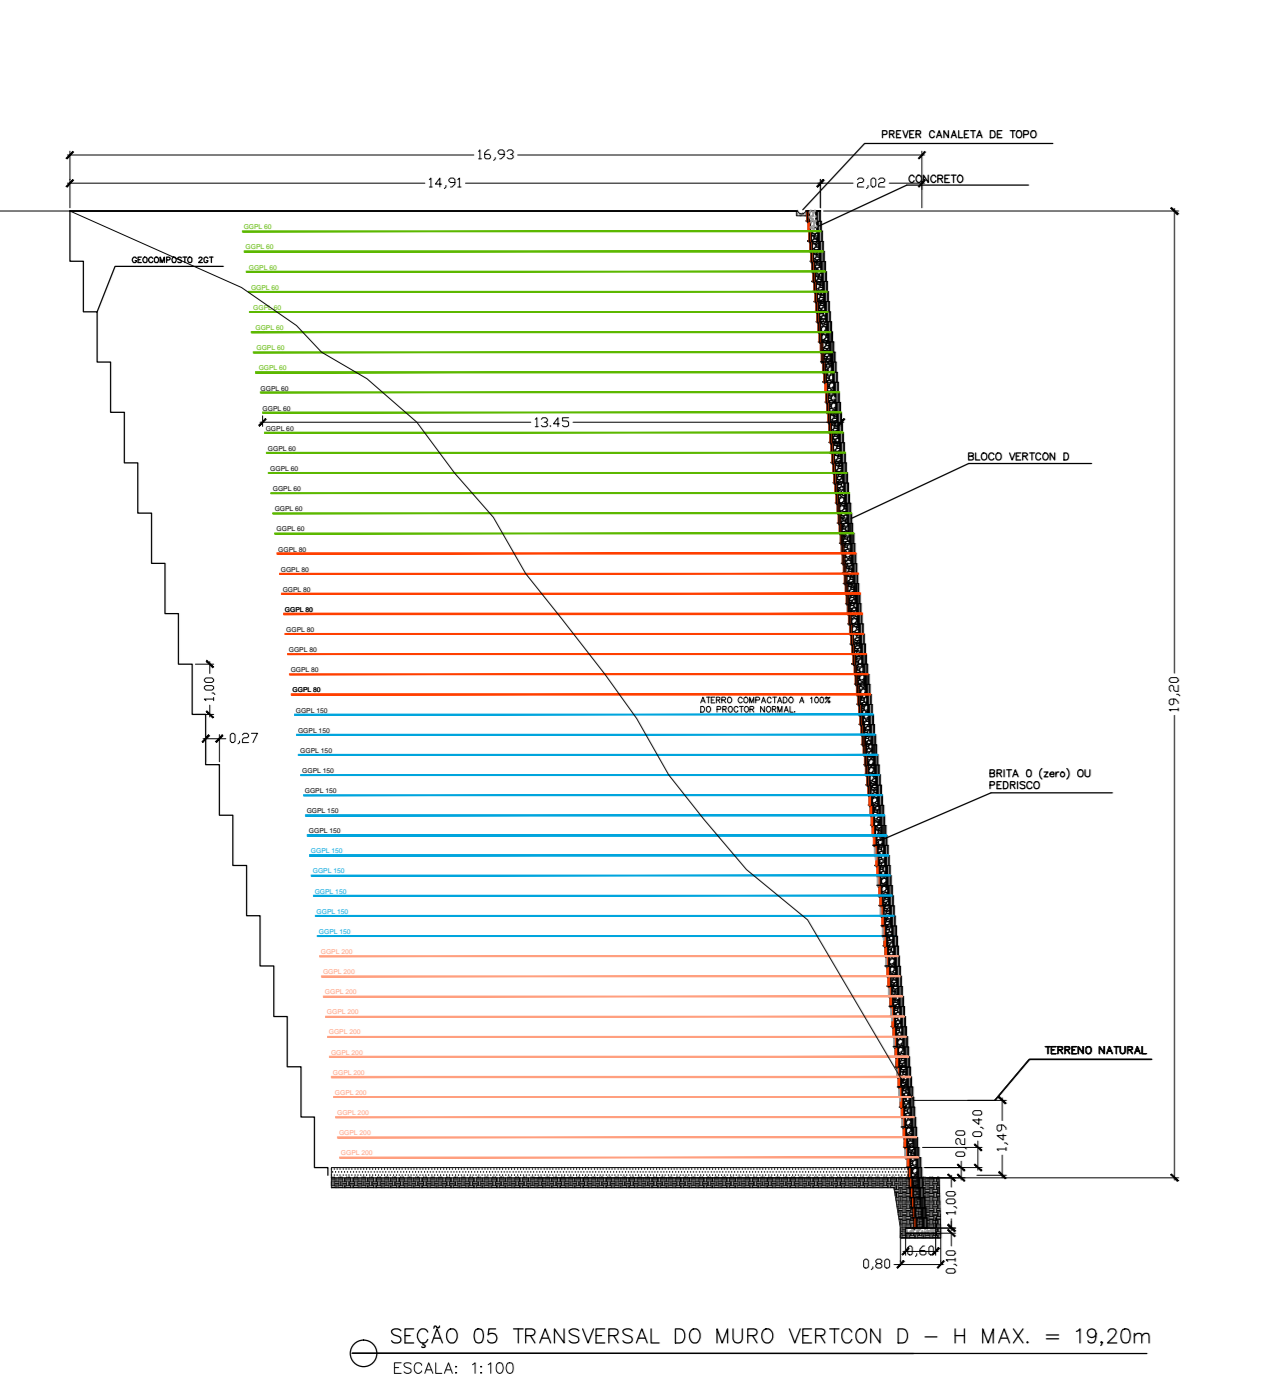 PREVER CANALETA DE TOPO
16,93
14,91
2,02
CONCRETO
GGPL 60
GGPL 60
GEOCOMPOSTO 2GT
GGPL 60
GGPL 60
GGPL 60
GGPL 60
GGPL 60
GGPL 60
GGPL 60
GGPL 60
13.45
GGPL 60
GGPL 60
BLOCO VERTCON D
GGPL 60
GGPL 60
GGPL 60
GGPL 60
GGPL 80
GGPL 80
GGPL 80
GGPL 80
GGPL 80
GGPL 80
GGPL 80
1,00
GGPL 80
19,20
ATERRO COMPACTADO A 100%
DO PROCTOR NORMAL.
GGPL 150
GGPL 150
0,27
GGPL 150
GGPL 150
BRITA 0 (zero) OU
PEDRISCO
GGPL 150
GGPL 150
GGPL 150
GGPL 150
GGPL 150
GGPL 150
GGPL 150
GGPL 150
GGPL 200
GGPL 200
GGPL 200
GGPL 200
GGPL 200
GGPL 200
TERRENO NATURAL
GGPL 200
GGPL 200
GGPL 200
0,40
GGPL 200
1,49
0,20
GGPL 200
1,00
0,60
0,80
0,10
SEÇÃO 05 TRANSVERSAL DO MURO VERTCON D – H MAX. = 19,20m
ESCALA: 1:100